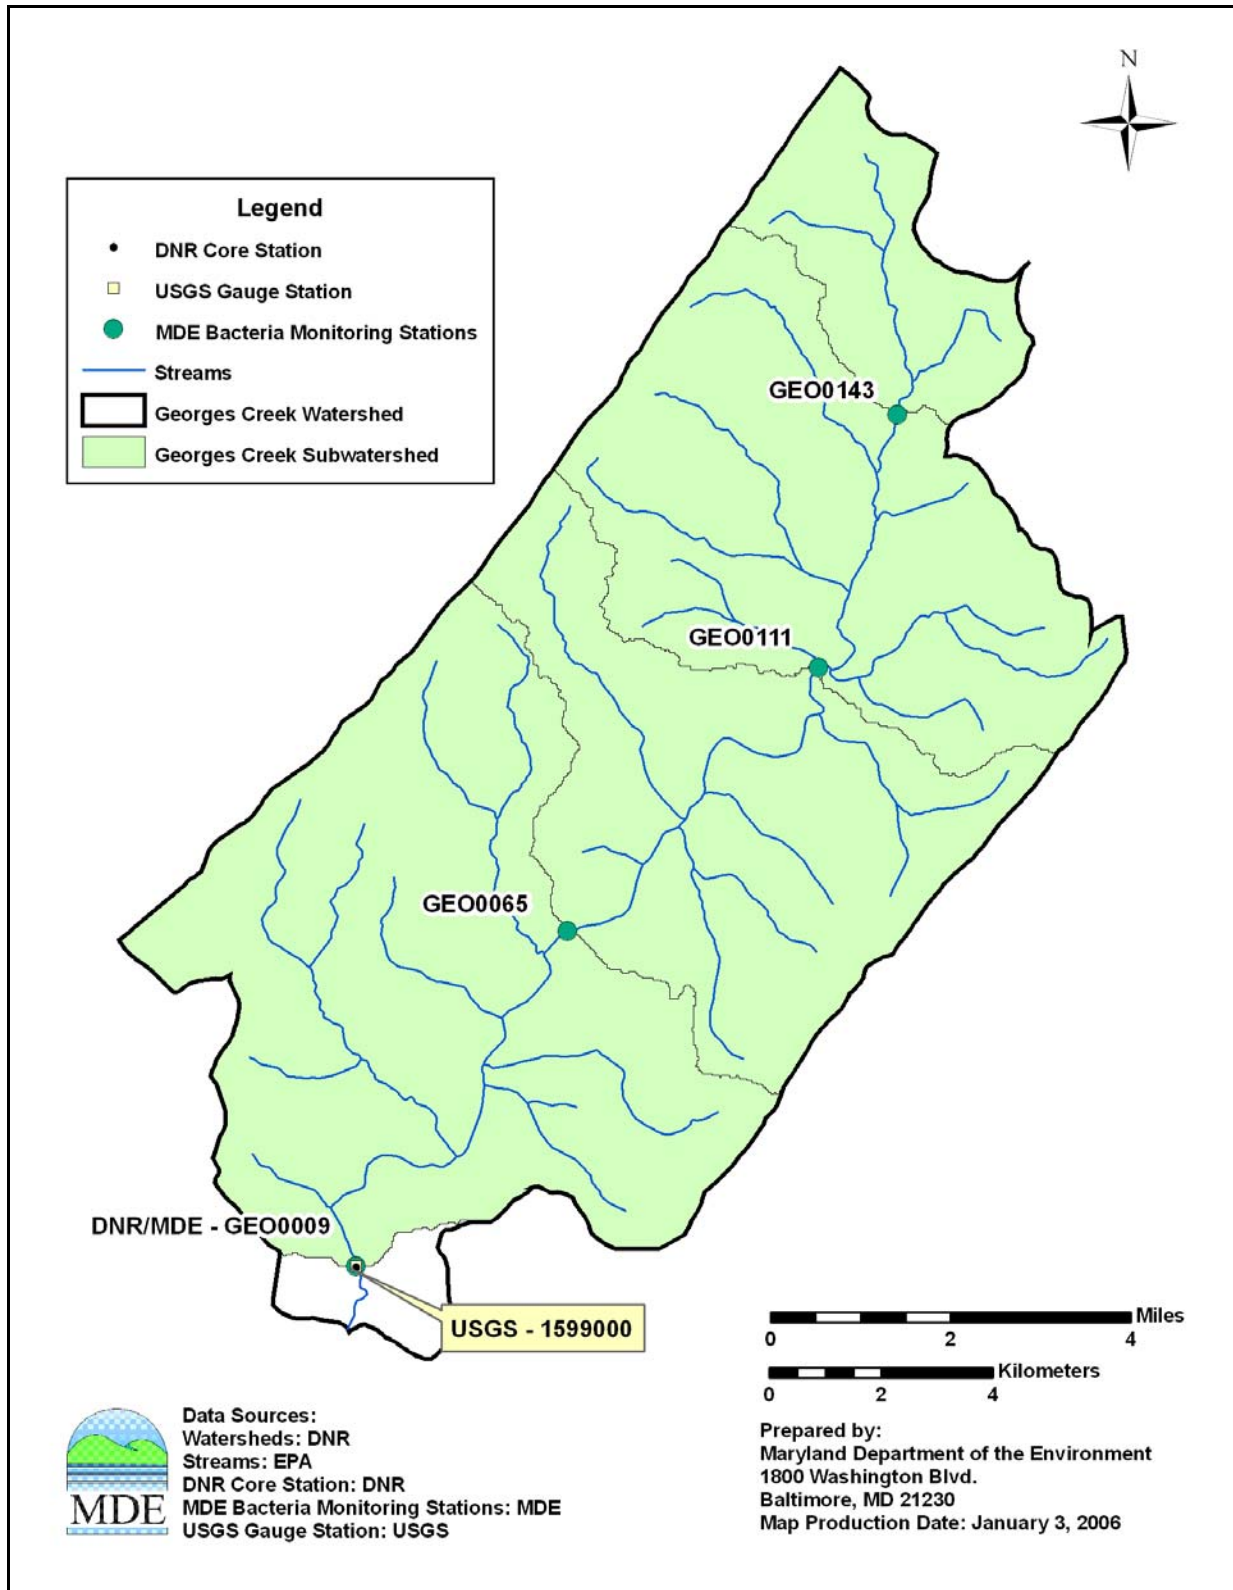 N
Legend
DNR Core Station
USGS Gauge Station
MDE Bacteria Monitoring Stations
Streams
Georges Creek Watershed
Georges Creek Subwatershed
GEO0143
GEO0111
GEO0065
DNR/MDE - GEO0009
USGS - 1599000
Miles
0 2 4
Kilometers
0 2 4
MDE
Data Sources:
Watersheds: DNR
Streams: EPA
DNR Core Station: DNR
MDE Bacteria Monitoring Stations: MDE
USGS Gauge Station: USGS
Prepared by:
Maryland Department of the Environment
1800 Washington Blvd.
Baltimore, MD 21230
Map Production Date: January 3, 2006